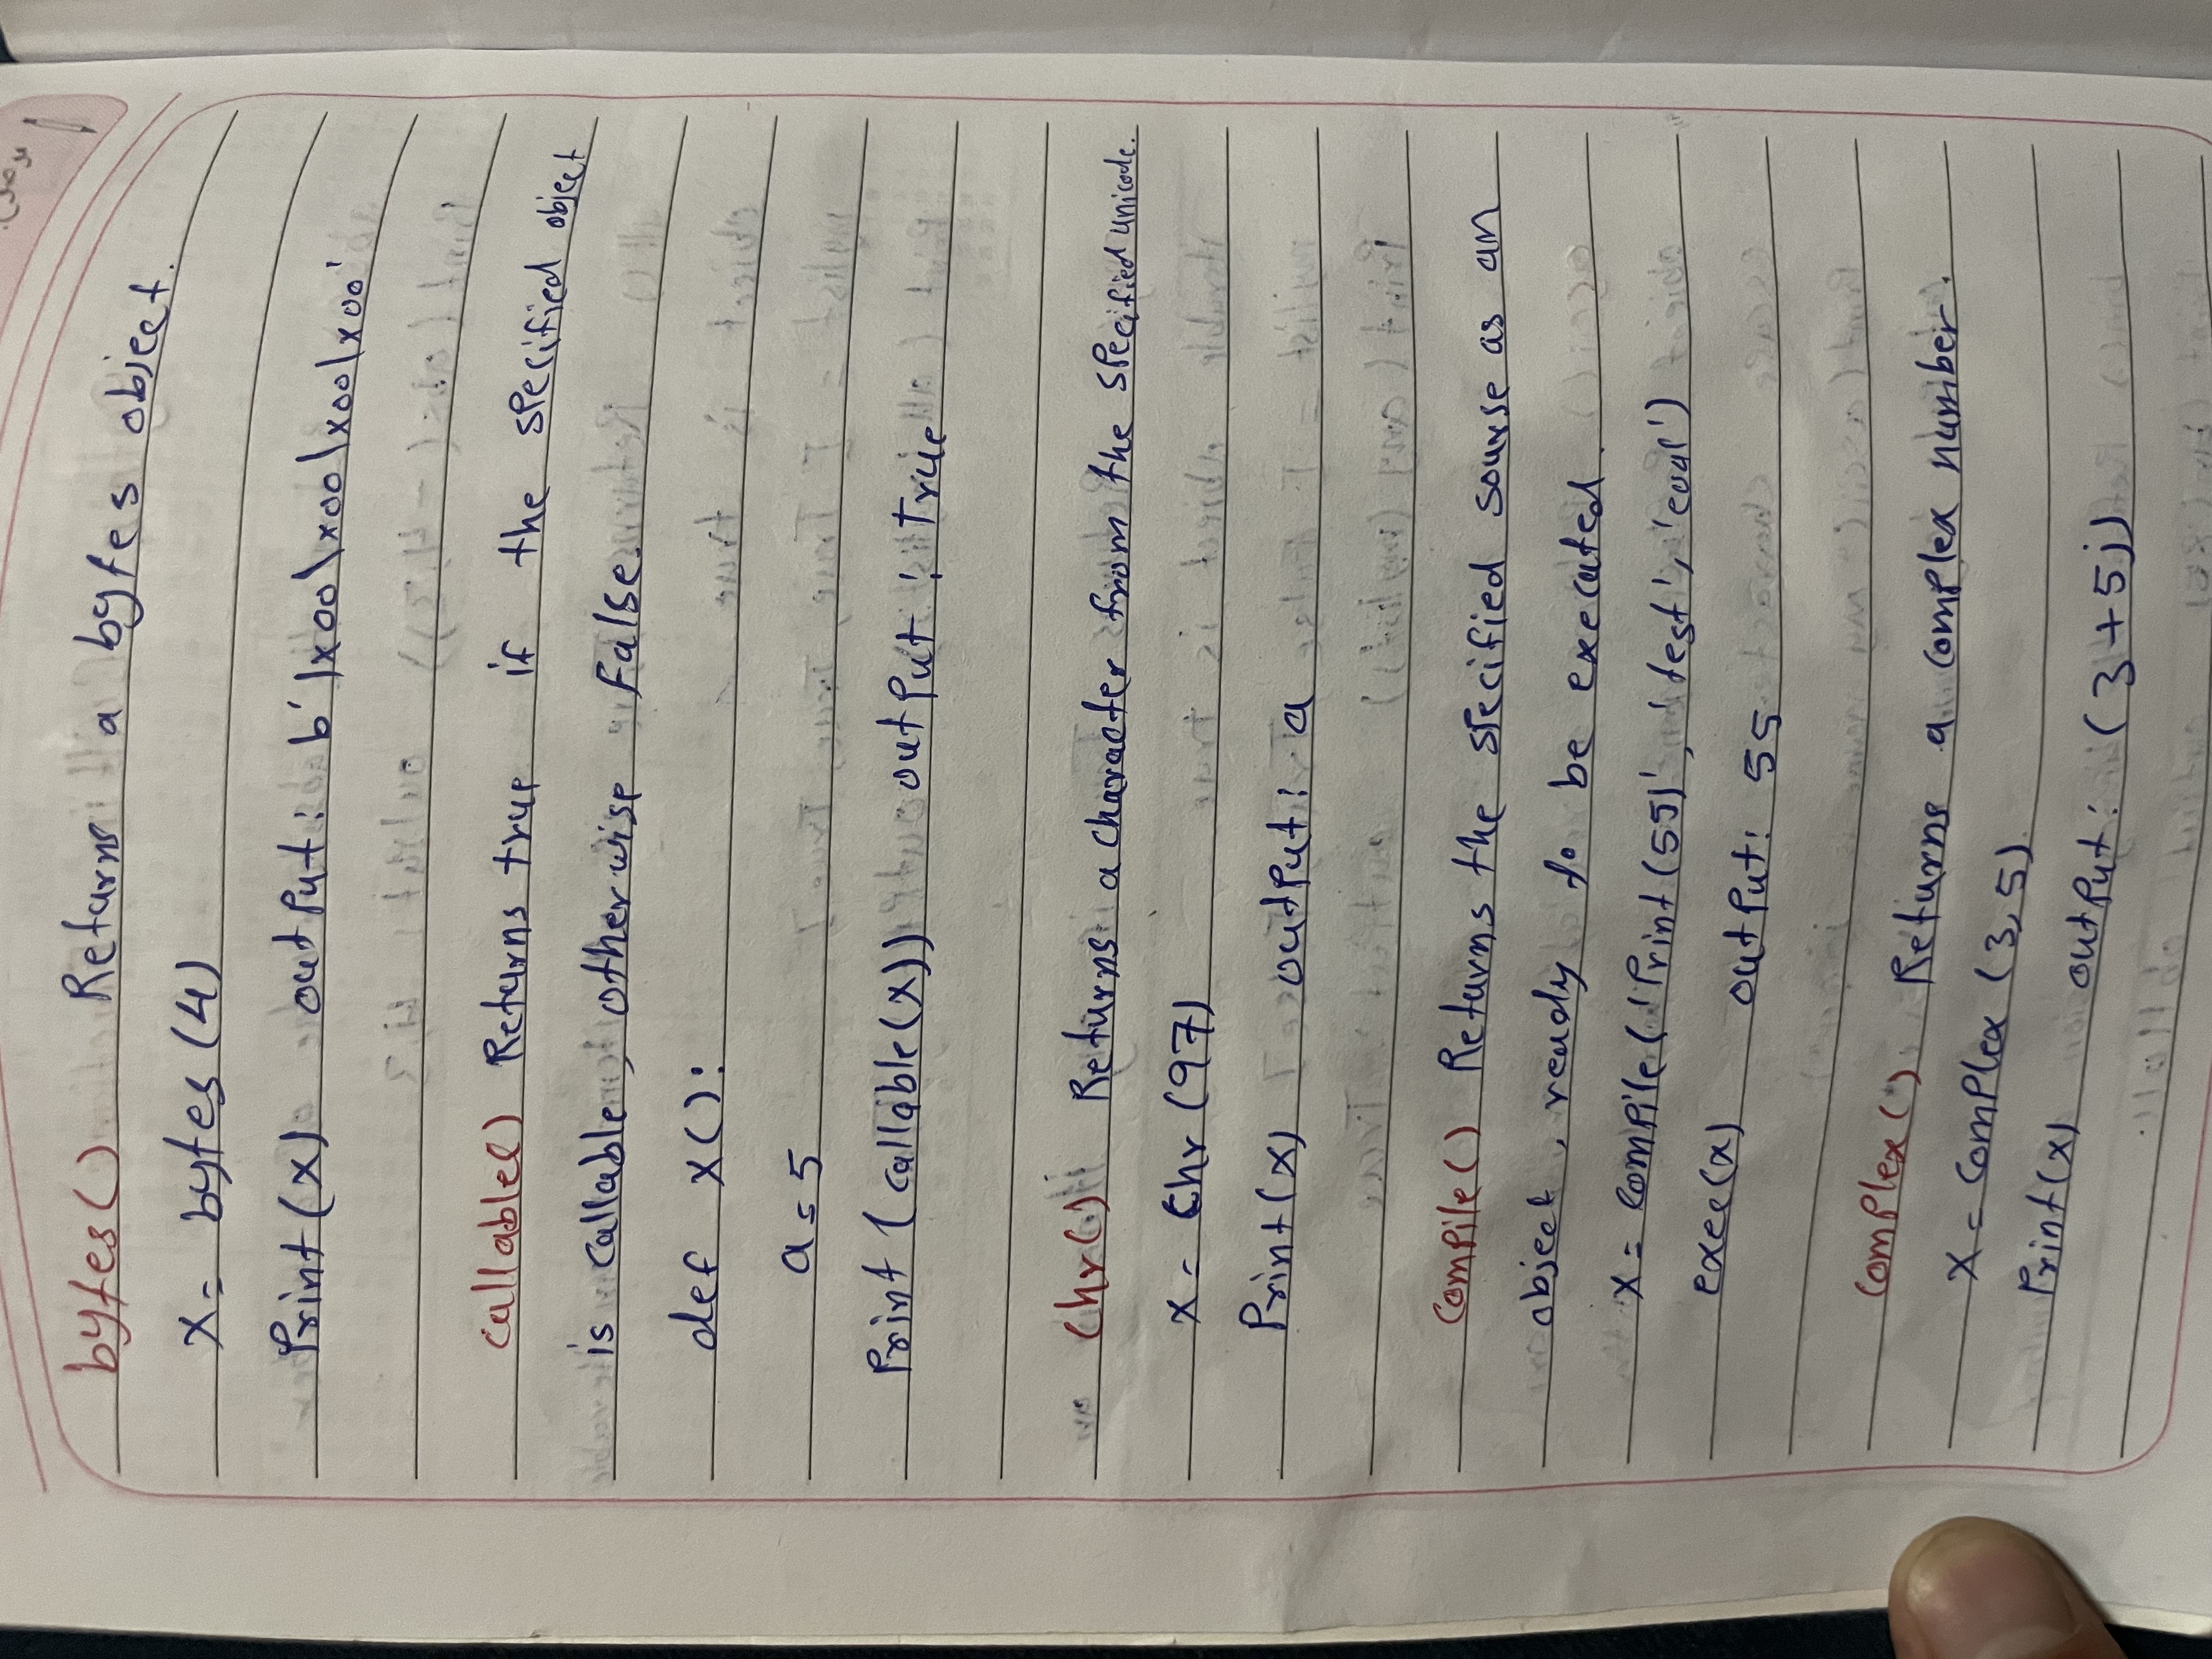 bytes() Returns a bytes object.
x= bytes(4)
Print(x) output: b'\x00\x00\x00\x00'
callable() Returns true if the specified object
is callable, otherwise False.
def x():
a=5
Print (callable(x)) output: True
chr() Returns a character from the specified unicode.
x= chr (97)
Print(x) output: a
compile() Returns the specified sourse as an
object, ready to be executed.
x= compile('Print(55)', 'test', 'eval')
exec(x) output: 55
complex() Returns a complex number.
x= complex (3,5)
Print(x) output: (3+5j)